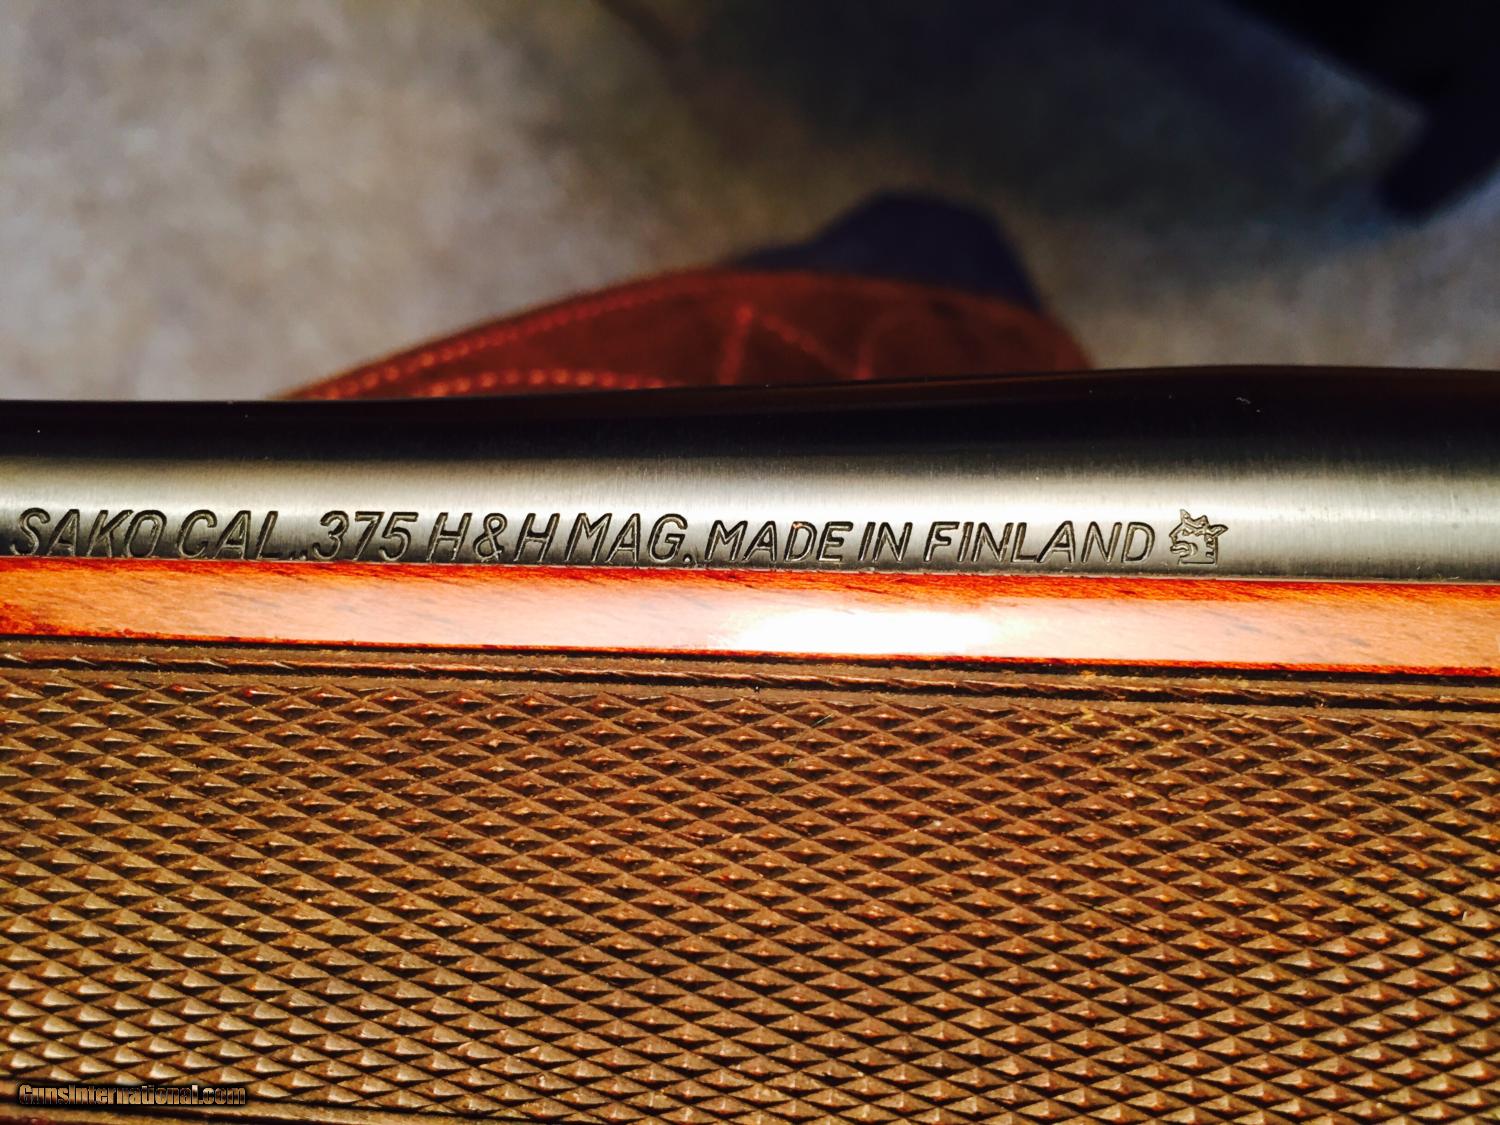 SAKO CAL. .375 H&H MAG. MADE IN FINLAND
GunsInternational.com